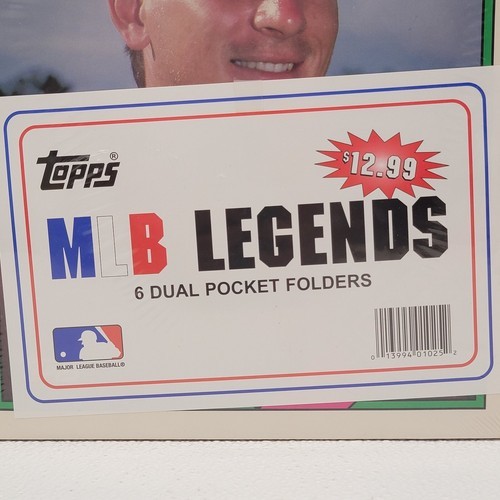 Topps®
$12.99
MLB LEGENDS
6 DUAL POCKET FOLDERS
MAJOR LEAGUE BASEBALL®
0 13994 01025 2